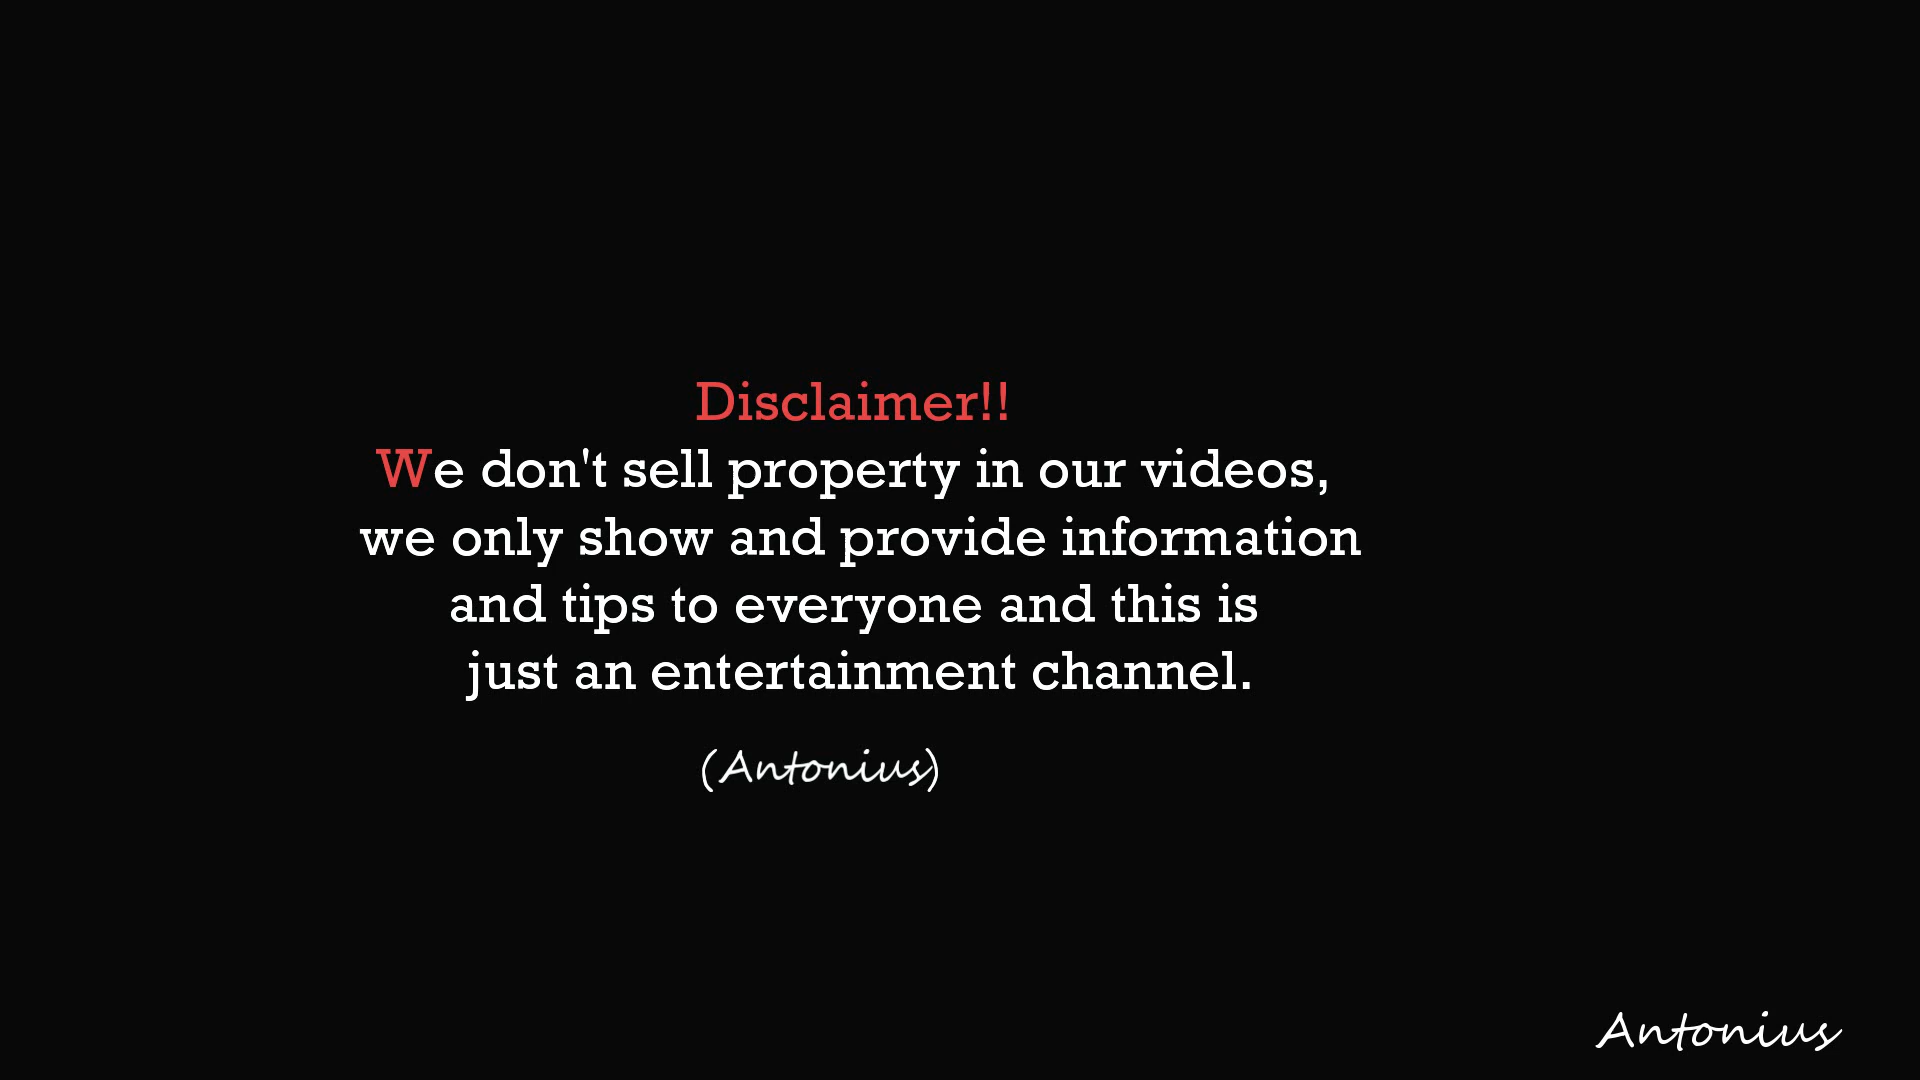 Disclaimer!!
We don't sell property in our videos,
we only show and provide information
and tips to everyone and this is
just an entertainment channel.
(Antonius)
Antonius